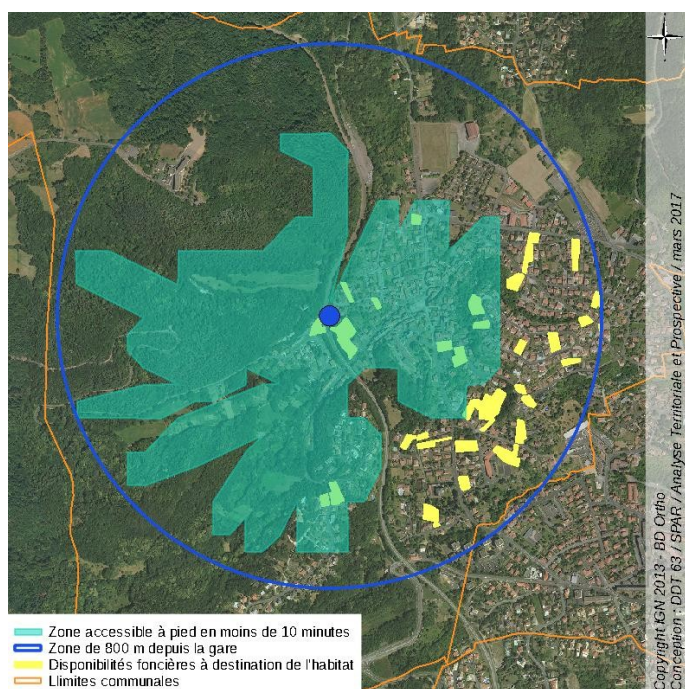 Zone accessible à pied en moins de 10 minutes
Zone de 800 m depuis la gare
Disponibilités foncières à destination de l'habitat
Llimites communales
Copyright IGN 2013 - BD Ortho
Conception : DDT 63 / SPAR / Analyse Territoriale et Prospective / mars 2017